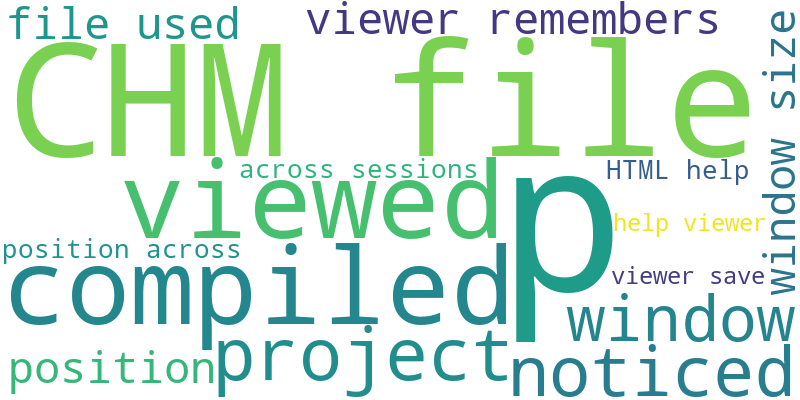 file used
viewer remembers
CHM file
window size
across sessions
HTML help
viewed
p
help viewer
position across
compiled
viewer save
window
project
position
noticed